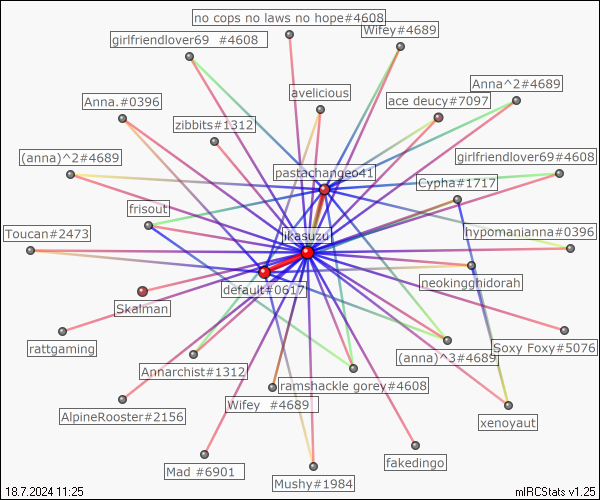 no cops no laws no hope#4608
Wifey#4689
girlfriendlover69 #4608
Anna^2#4689
avelicious
ace deucy#7097
Anna.#0396
zibbits#1312
(anna)^2#4689
girlfriendlover69#4608
pastachangeo41
Cypha#1717
frisout
Toucan#2473
jikasuzu
hypomanianna#0396
default#0617
neokingghidorah
Skalman
rattgaming
Soxy Foxy#5076
(anna)^3#4689
Annarchist#1312
ramshackle gorey#4608
Wifey #4689
AlpineRooster#2156
xenoyaut
fakedingo
Mad #6901
Mushy#1984
18.7.2024 11:25
mIRCStats v1.25